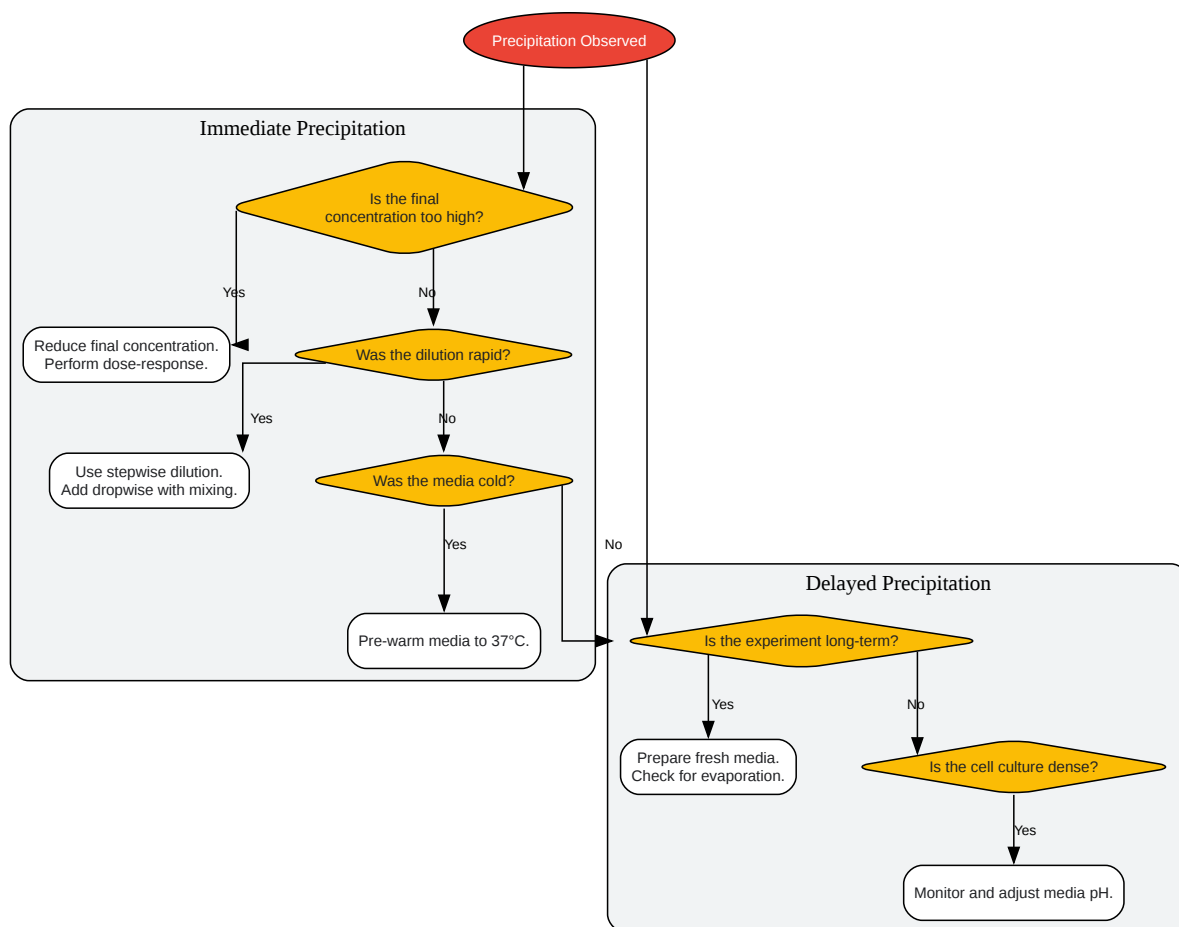 Precipitation Observed
Immediate Precipitation
Is the final
concentration too high?
Yes
No
Reduce final concentration.
Perform dose-response.
Was the dilution rapid?
Yes
No
Use stepwise dilution.
Add dropwise with mixing.
Was the media cold?
Yes
No
Pre-warm media to 37°C.
Delayed Precipitation
Is the experiment long-term?
Yes
No
Prepare fresh media.
Check for evaporation.
Is the cell culture dense?
Yes
Monitor and adjust media pH.